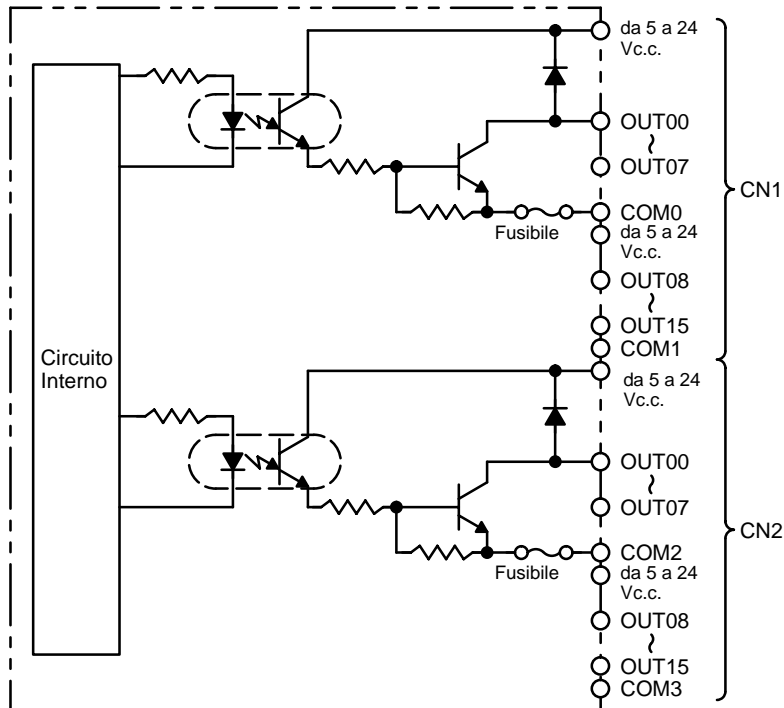 da 5 a 24
Vc.c.
OUT00
~
OUT07
COM0
Fusibile
da 5 a 24
Vc.c.
OUT08
~
OUT15
COM1
CN1
Circuito
Interno
da 5 a 24
Vc.c.
OUT00
~
OUT07
COM2
Fusibile
da 5 a 24
Vc.c.
OUT08
~
OUT15
COM3
CN2